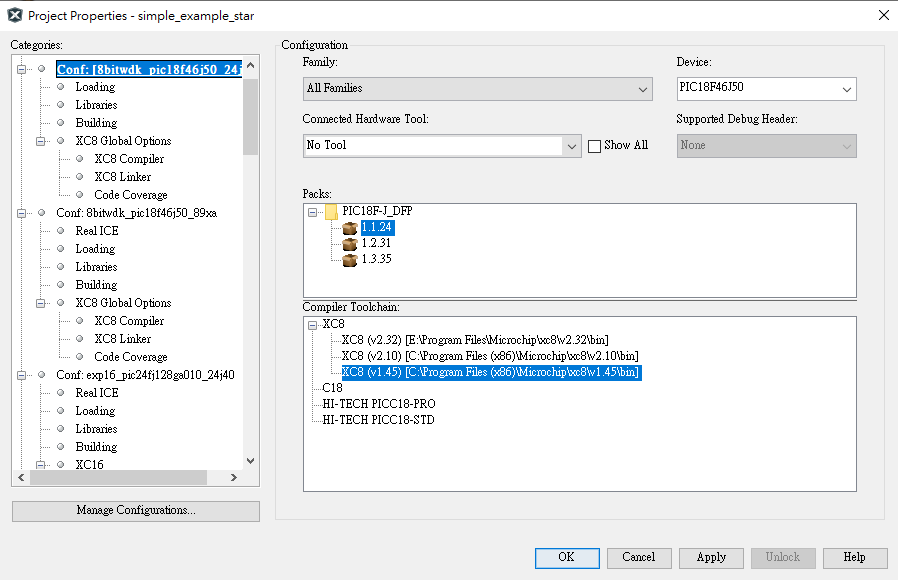 Project Properties - simple_example_star
Categories:
Conf: [8bitwdk_pic18f46j50_24j
Loading
Libraries
Building
XC8 Global Options
XC8 Compiler
XC8 Linker
Code Coverage
Conf: 8bitwdk_pic18f46j50_89xa
Real ICE
Loading
Libraries
Building
XC8 Global Options
XC8 Compiler
XC8 Linker
Code Coverage
Conf: exp16_pic24fj128ga010_24j40
Real ICE
Loading
Libraries
Building
XC16
Manage Configurations...
Configuration
Family:
All Families
Device:
PIC18F46J50
Connected Hardware Tool:
No Tool
Show All
Supported Debug Header:
None
Packs:
PIC18F-J_DFP
1.1.24
1.2.31
1.3.35
Compiler Toolchain:
XC8
XC8 (v2.32) [E:\Program Files\Microchip\xc8\v2.32\bin]
XC8 (v2.10) [C:\Program Files (x86)\Microchip\xc8\v2.10\bin]
XC8 (v1.45) [C:\Program Files (x86)\Microchip\xc8\v1.45\bin]
C18
HI-TECH PICC18-PRO
HI-TECH PICC18-STD
OK
Cancel
Apply
Unlock
Help